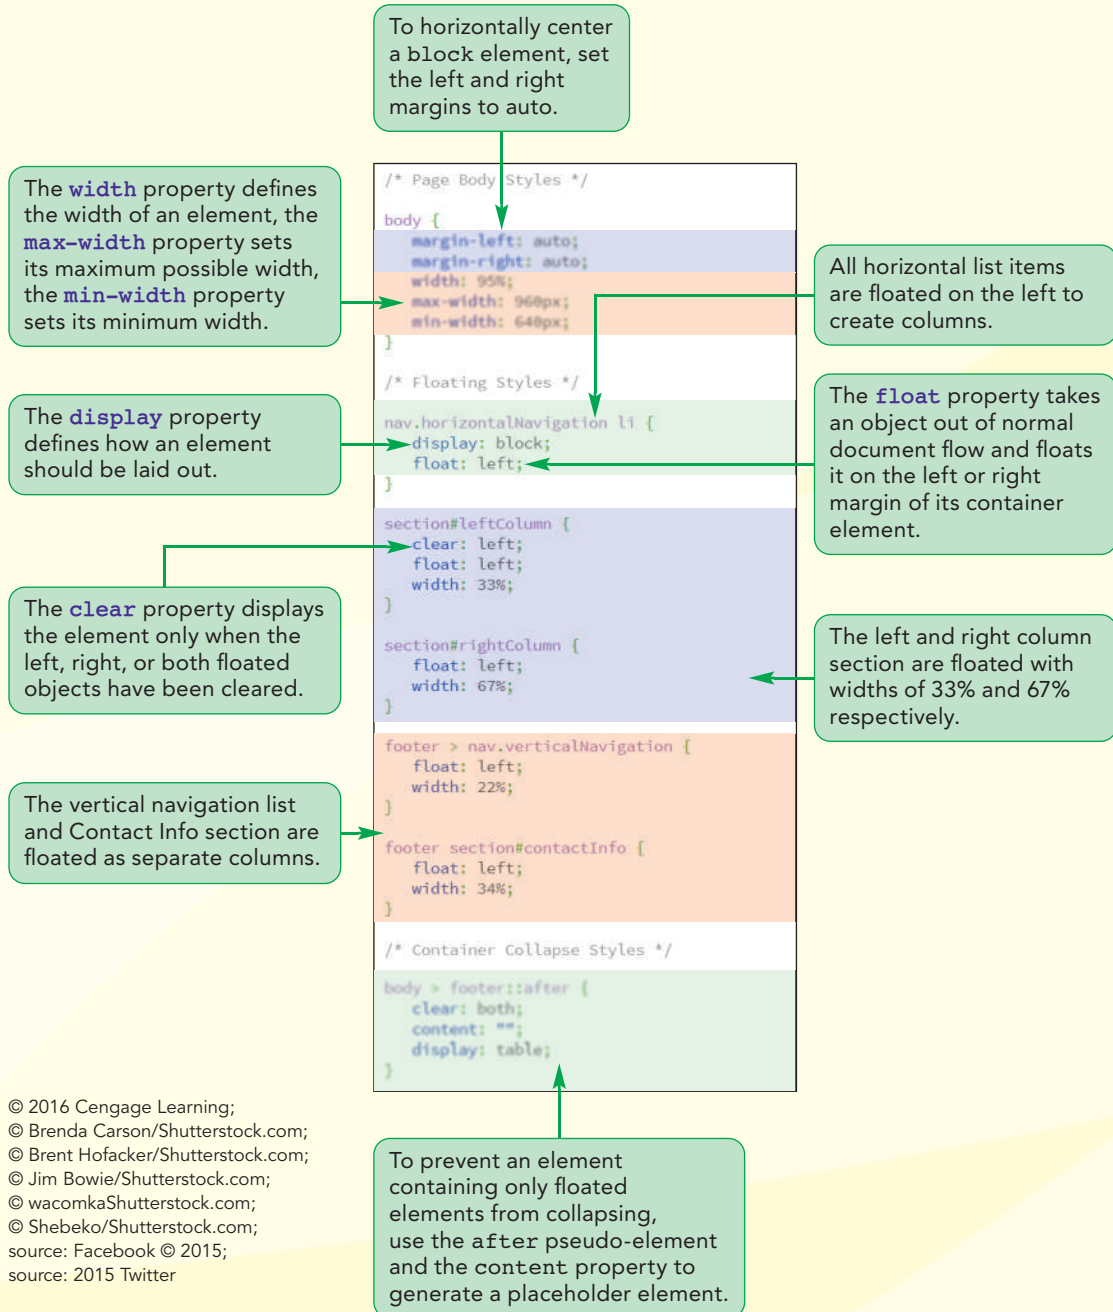 To horizontally center
a block element, set
the left and right
margins to auto.
The width property defines
the width of an element, the
max-width property sets
its maximum possible width,
the min-width property
sets its minimum width.
/* Page Body Styles */
body {
margin-left: auto;
margin-right: auto;
width: 95%;
max-width: 960px;
min-width: 640px;
}
All horizontal list items
are floated on the left to
create columns.
/* Floating Styles */
The display property
defines how an element
should be laid out.
nav.horizontalNavigation li {
display: block;
float: left;
}
The float property takes
an object out of normal
document flow and floats
it on the left or right
margin of its container
element.
section#leftColumn {
clear: left;
float: left;
width: 33%;
}
The clear property displays
the element only when the
left, right, or both floated
objects have been cleared.
section#rightColumn {
float: left;
width: 67%;
}
The left and right column
section are floated with
widths of 33% and 67%
respectively.
footer > nav.verticalNavigation {
float: left;
width: 22%;
}
The vertical navigation list
and Contact Info section are
floated as separate columns.
footer section#contactInfo {
float: left;
width: 34%;
}
/* Container Collapse Styles */
body > footer::after {
clear: both;
content: "";
display: table;
}
© 2016 Cengage Learning;
© Brenda Carson/Shutterstock.com;
© Brent Hofacker/Shutterstock.com;
© Jim Bowie/Shutterstock.com;
© wacomkaShutterstock.com;
© Shebeko/Shutterstock.com;
source: Facebook © 2015;
source: 2015 Twitter
To prevent an element
containing only floated
elements from collapsing,
use the after pseudo-element
and the content property to
generate a placeholder element.